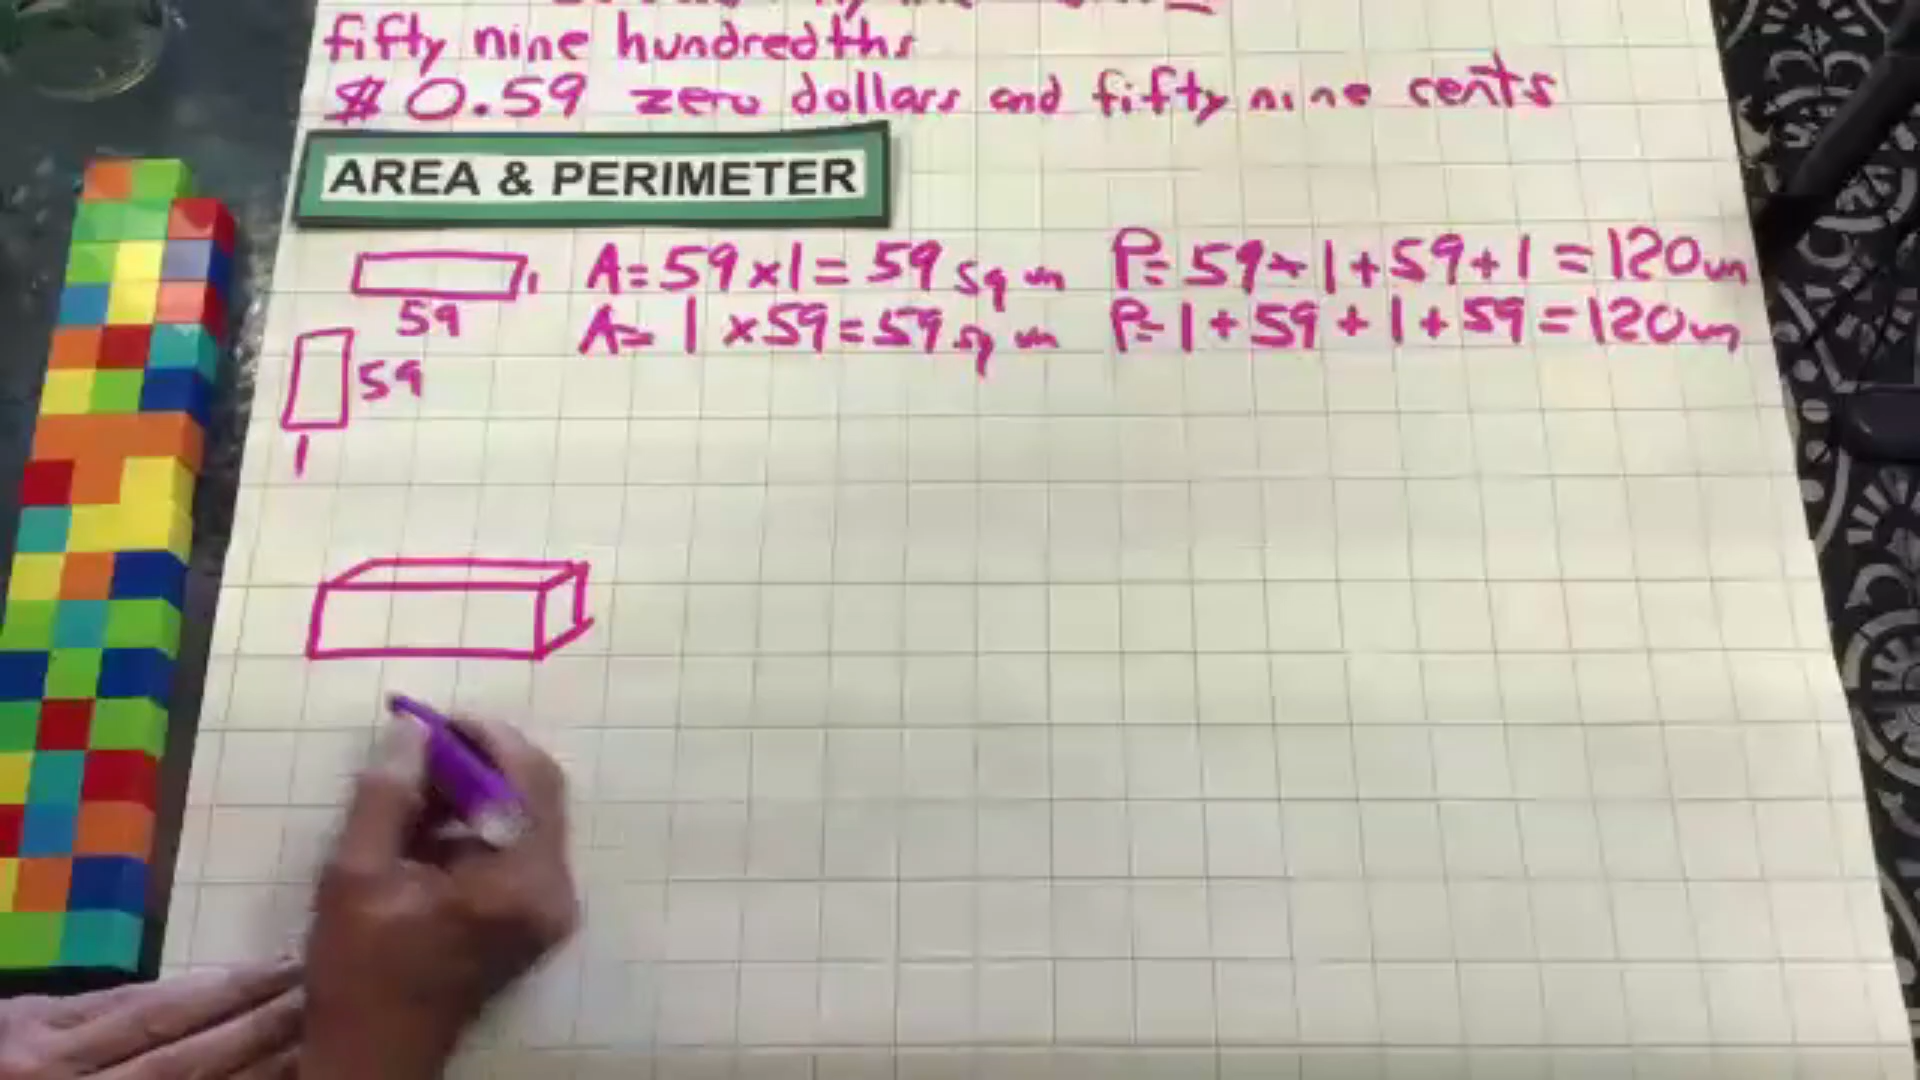 fifty nine hundredths
$ 0.59 zero dollars and fifty nine cents
AREA & PERIMETER
1 A=59×1=59 sq un P=59+1+59+1=120un
59
A= 1 ×59=59 sq un P=1+59+1+59=120un
59
1